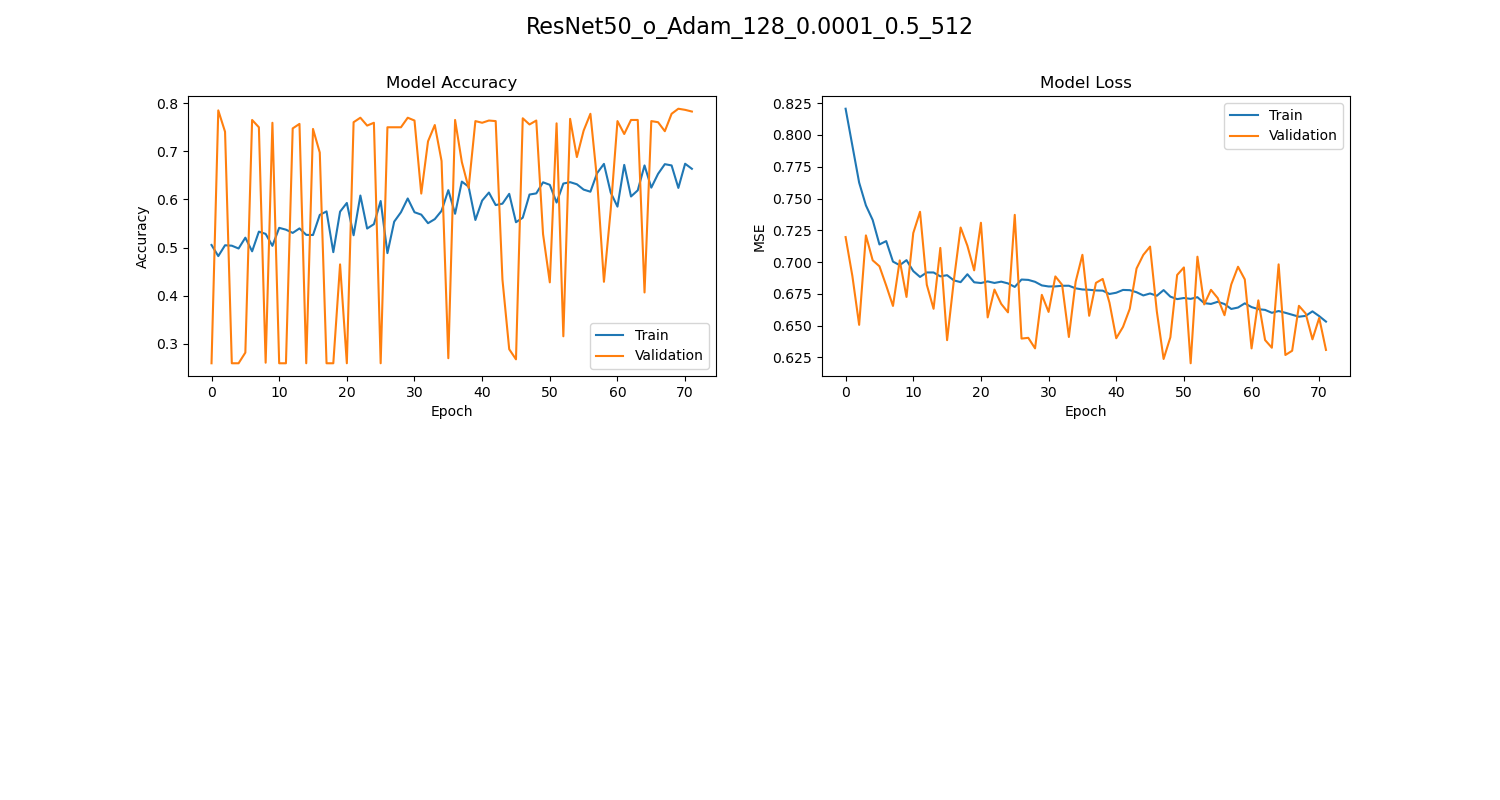 ResNet50_o_Adam_128_0.0001_0.5_512
Model Accuracy
Accuracy
0.8
0.7
0.6
0.5
0.4
0.3
Train
Validation
0 10 20 30 40 50 60 70
Epoch
Model Loss
MSE
0.825
0.800
0.775
0.750
0.725
0.700
0.675
0.650
0.625
Train
Validation
0 10 20 30 40 50 60 70
Epoch